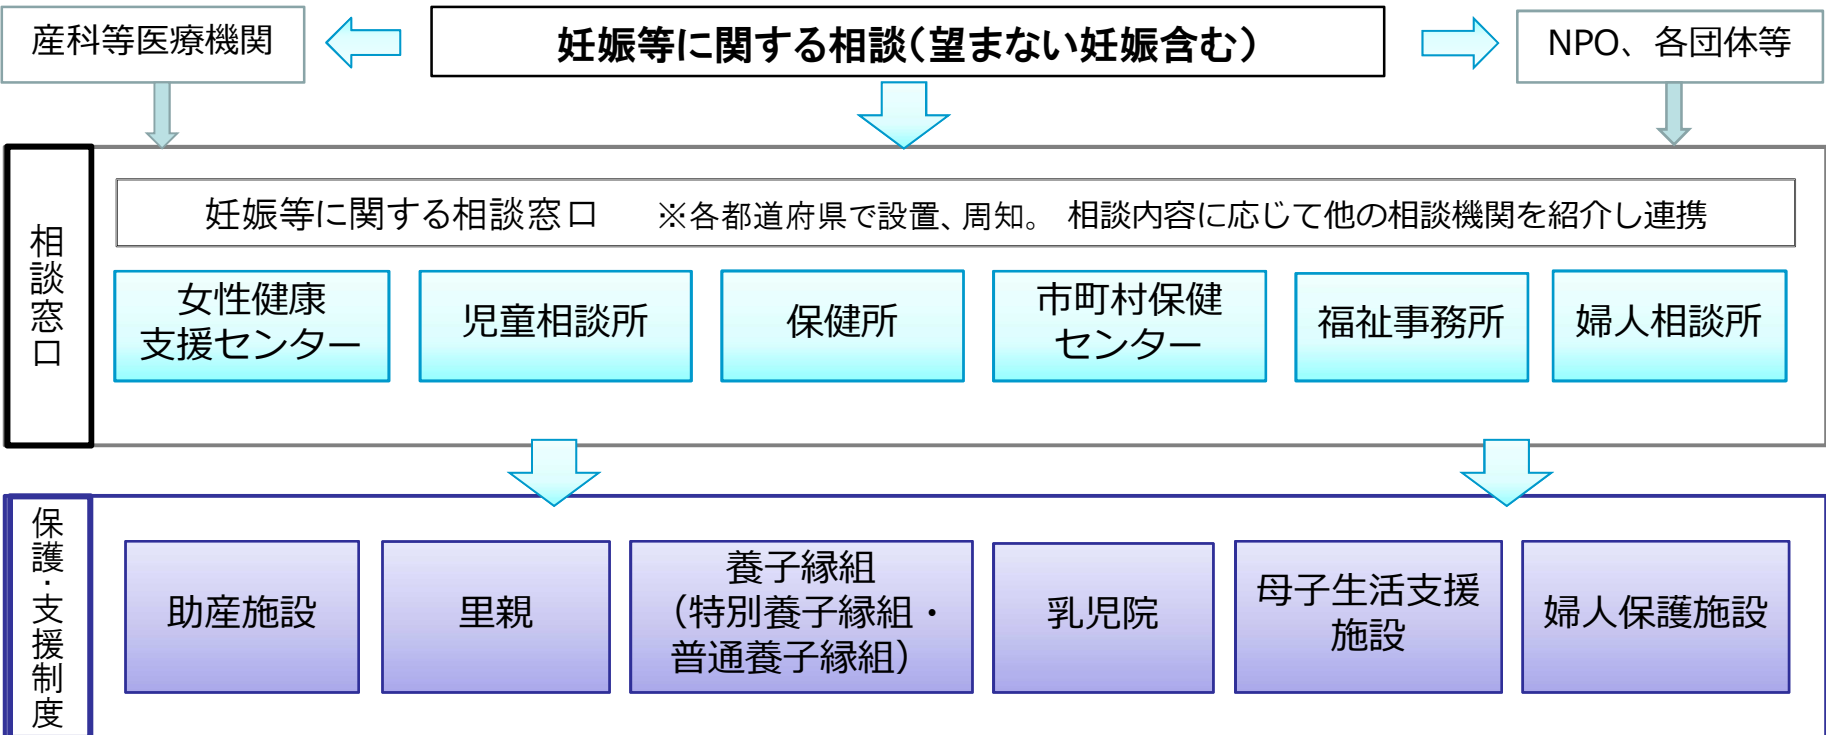 産科等医療機関
妊娠等に関する相談(望まない妊娠含む)
NPO、各団体等
相談窓口
妊娠等に関する相談窓口　※各都道府県で設置、周知。 相談内容に応じて他の相談機関を紹介し連携
女性健康
支援センター
児童相談所
保健所
市町村保健
センター
福祉事務所
婦人相談所
保護・支援制度
助産施設
里親
養子縁組
（特別養子縁組・
普通養子縁組）
乳児院
母子生活支援
施設
婦人保護施設